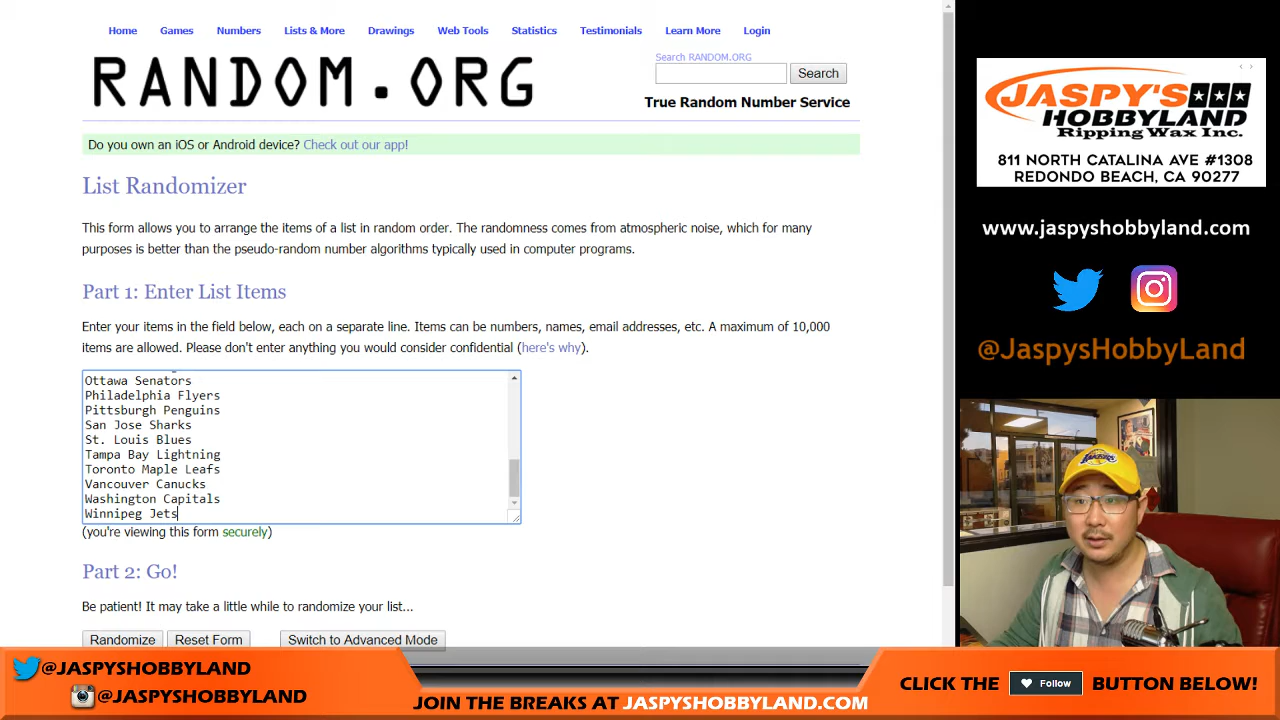 Home Games Numbers Lists & More Drawings Web Tools Statistics Testimonials Learn More Login
RANDOM.ORG
Search RANDOM.ORG
Search
True Random Number Service
Do you own an iOS or Android device? Check out our app!
List Randomizer
This form allows you to arrange the items of a list in random order. The randomness comes from atmospheric noise, which for many
purposes is better than the pseudo-random number algorithms typically used in computer programs.
Part 1: Enter List Items
Enter your items in the field below, each on a separate line. Items can be numbers, names, email addresses, etc. A maximum of 10,000
items are allowed. Please don't enter anything you would consider confidential (here's why).
Ottawa Senators
Philadelphia Flyers
Pittsburgh Penguins
San Jose Sharks
St. Louis Blues
Tampa Bay Lightning
Toronto Maple Leafs
Vancouver Canucks
Washington Capitals
Winnipeg Jets
(you're viewing this form securely)
Part 2: Go!
Be patient! It may take a little while to randomize your list...
Randomize Reset Form Switch to Advanced Mode
JASPY'S
HOBBYLAND
Ripping Wax Inc.
811 NORTH CATALINA AVE #1308
REDONDO BEACH, CA 90277
www.jaspyshobbyland.com
@JaspysHobbyLand
LAKERS
@JASPYSHOBBYLAND
@JASPYSHOBBYLAND
JOIN THE BREAKS AT JASPYSHOBBYLAND.COM
CLICK THE Follow BUTTON BELOW!